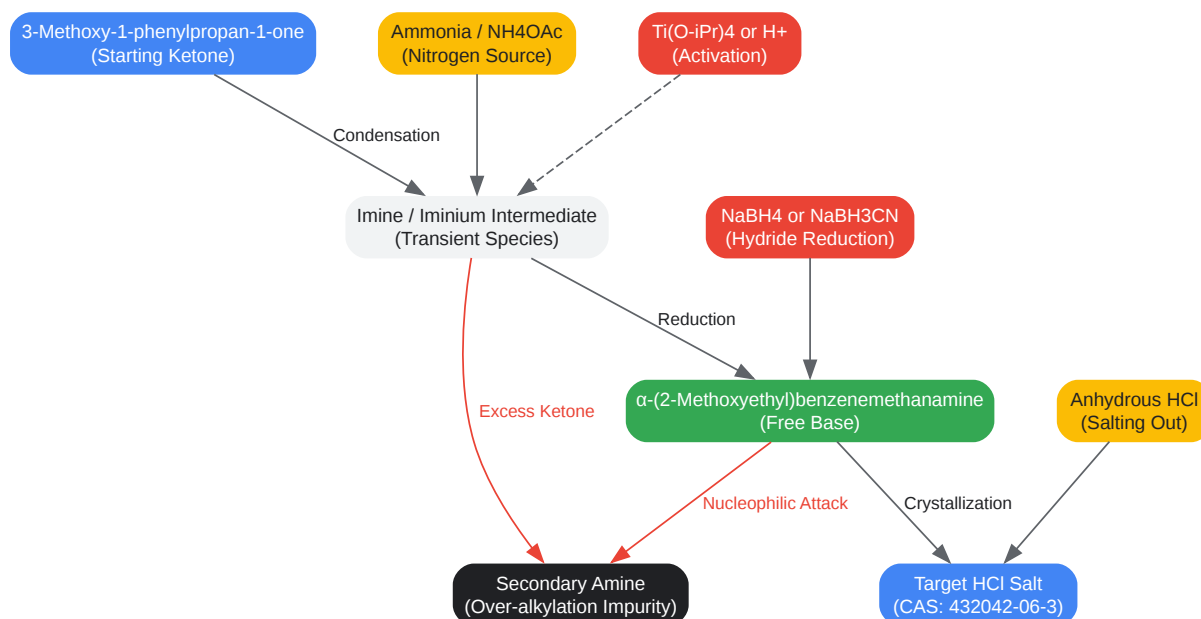 3-Methoxy-1-phenylpropan-1-one
(Starting Ketone)
Ammonia / NH4OAc
(Nitrogen Source)
Ti(O-iPr)4 or H+
(Activation)
Condensation
Imine / Iminium Intermediate
(Transient Species)
NaBH4 or NaBH3CN
(Hydride Reduction)
Reduction
Excess Ketone
α-(2-Methoxyethyl)benzenemethanamine
(Free Base)
Anhydrous HCl
(Salting Out)
Nucleophilic Attack
Crystallization
Secondary Amine
(Over-alkylation Impurity)
Target HCl Salt
(CAS: 432042-06-3)